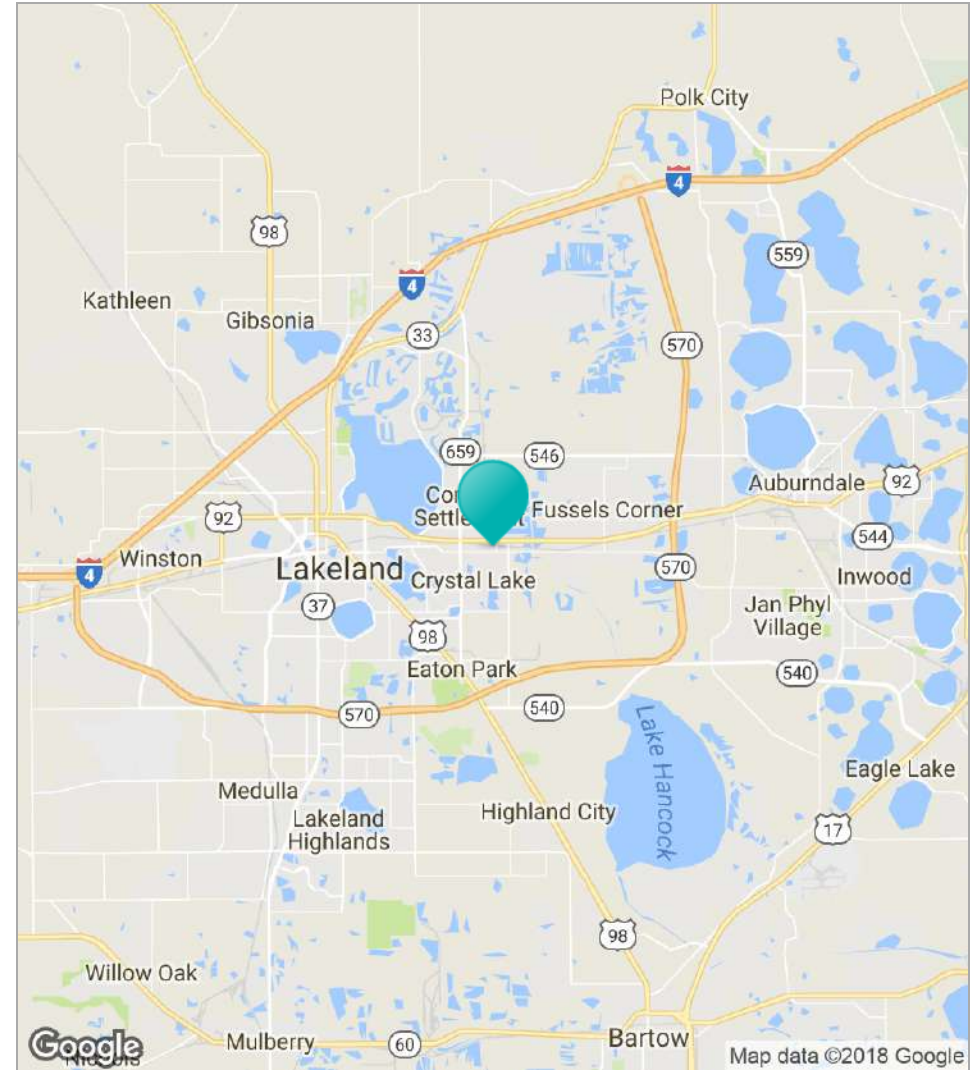 Polk City
4
98
559
Kathleen
4
Gibsonia
33
570
659
546
Auburndale
92
92
Fussels Corner
544
Winston
Lakeland
Crystal Lake
570
Inwood
4
37
Jan Phyl
Village
98
Eaton Park
540
570
540
Lake Hancock
Medulla
Eagle Lake
Lakeland
Highlands
Highland City
17
98
Willow Oak
Google
Mulberry
60
Bartow
Map data ©2018 Google